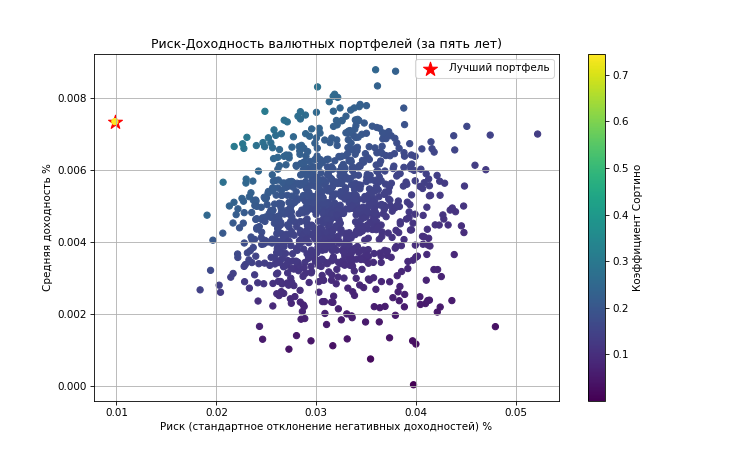 Риск-Доходность валютных портфелей (за пять лет)
Лучший портфель
Средняя доходность %
0.008
0.006
0.004
0.002
0.000
0.01 0.02 0.03 0.04 0.05
Риск (стандартное отклонение негативных доходностей) %
0.7
0.6
0.5
0.4
0.3
0.2
0.1
Коэффициент Сортино